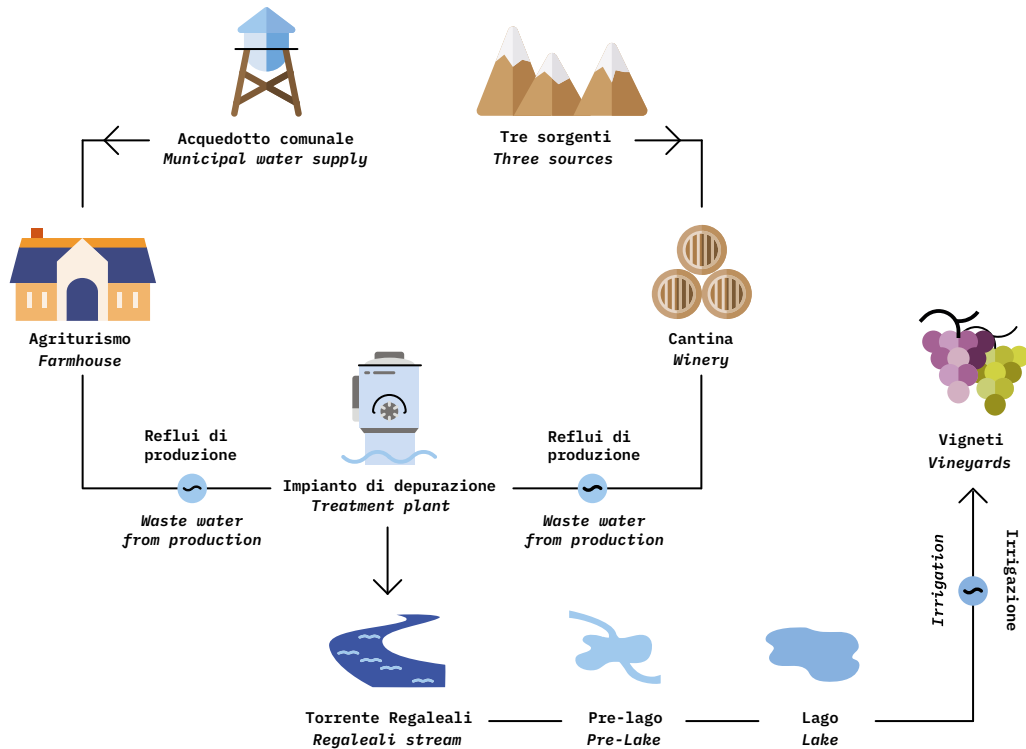 Acquedotto comunale
Municipal water supply
Tre sorgenti
Three sources
Agriturismo
Farmhouse
Cantina
Winery
Vigneti
Vineyards
Reflui di
produzione
Waste water
from production
Impianto di depurazione
Treatment plant
Reflui di
produzione
Waste water
from production
Irrigation
Irrigazione
Torrente Regaleali
Regaleali stream
Pre-lago
Pre-Lake
Lago
Lake